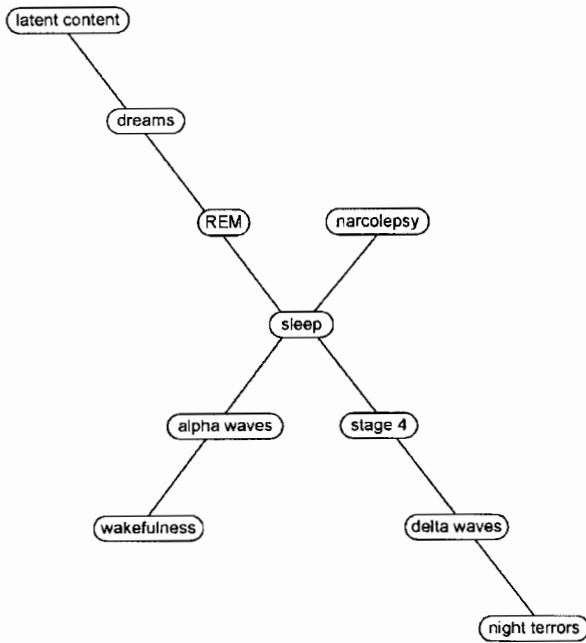 latent content
dreams
REM
narcolepsy
sleep
alpha waves
stage 4
wakefulness
delta waves
night terrors